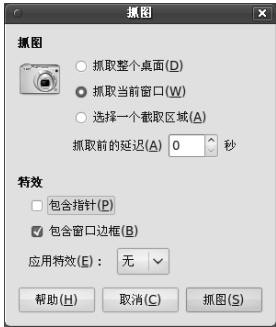 抓图
抓图
抓取整个桌面(D)
抓取当前窗口(W)
选择一个截取区域(A)
抓取前的延迟(A) 0 秒
特效
包含指针(P)
包含窗口边框(B)
应用特效(E): 无
帮助(H) 取消(C) 抓图(S)